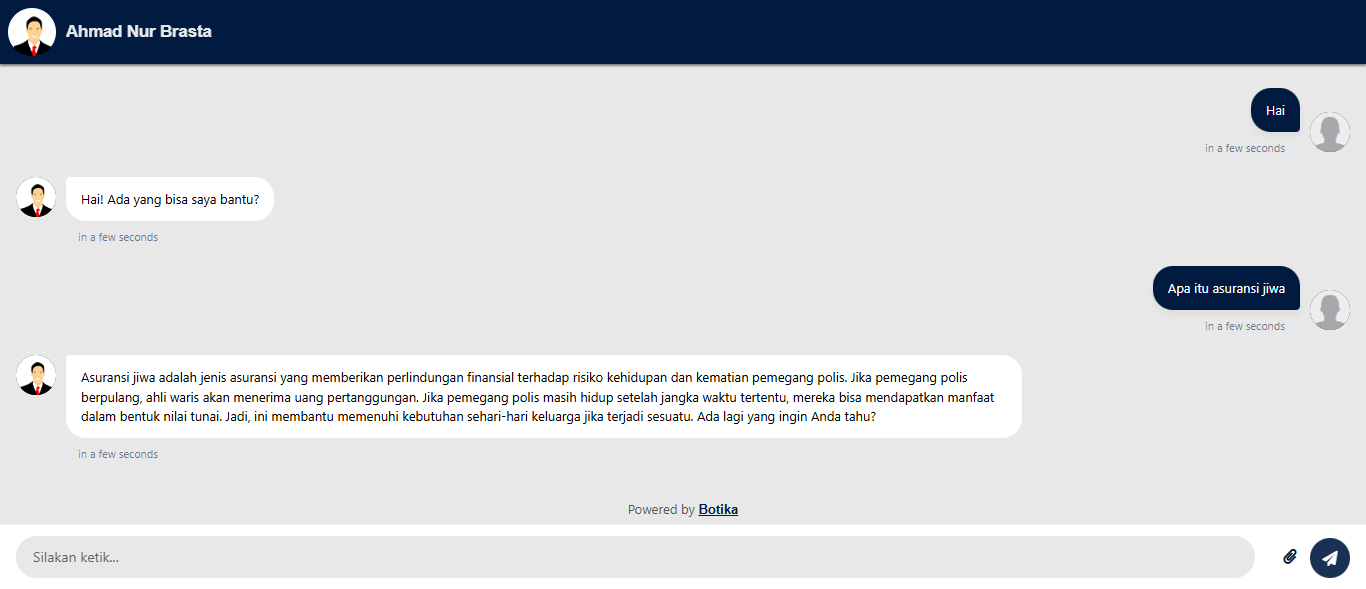 Ahmad Nur Brasta
Hai
in a few seconds
Hai! Ada yang bisa saya bantu?
in a few seconds
Apa itu asuransi jiwa
in a few seconds
Asuransi jiwa adalah jenis asuransi yang memberikan perlindungan finansial terhadap risiko kehidupan dan kematian pemegang polis. Jika pemegang polis
berpulang, ahli waris akan menerima uang pertanggungan. Jika pemegang polis masih hidup setelah jangka waktu tertentu, mereka bisa mendapatkan manfaat
dalam bentuk nilai tunai. Jadi, ini membantu memenuhi kebutuhan sehari-hari keluarga jika terjadi sesuatu. Ada lagi yang ingin Anda tahu?
in a few seconds
Powered by Botika
Silakan ketik...